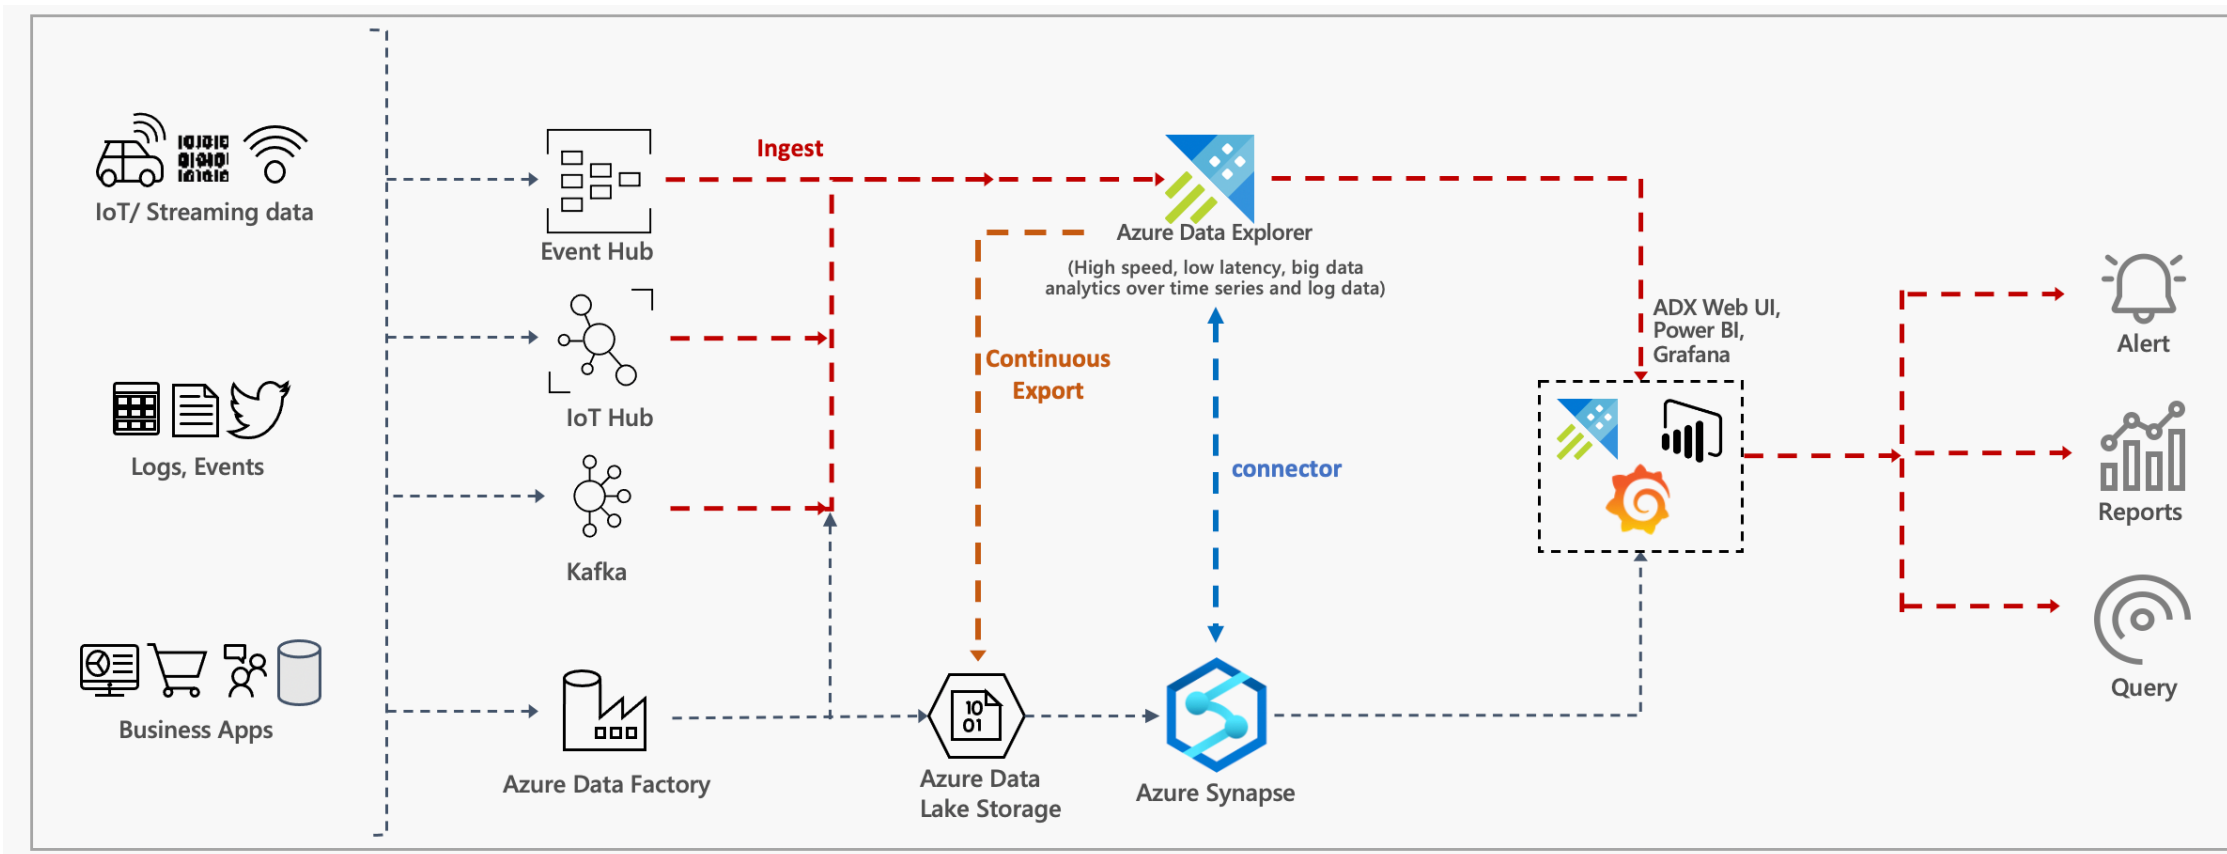 IoT/ Streaming data
Logs, Events
Business Apps
Event Hub
IoT Hub
Kafka
Azure Data Factory
Ingest
Continuous
Export
10
01
Azure Data
Lake Storage
Azure Data Explorer
(High speed, low latency, big data
analytics over time series and log data)
connector
Azure Synapse
ADX Web UI,
Power BI,
Grafana
Alert
Reports
Query